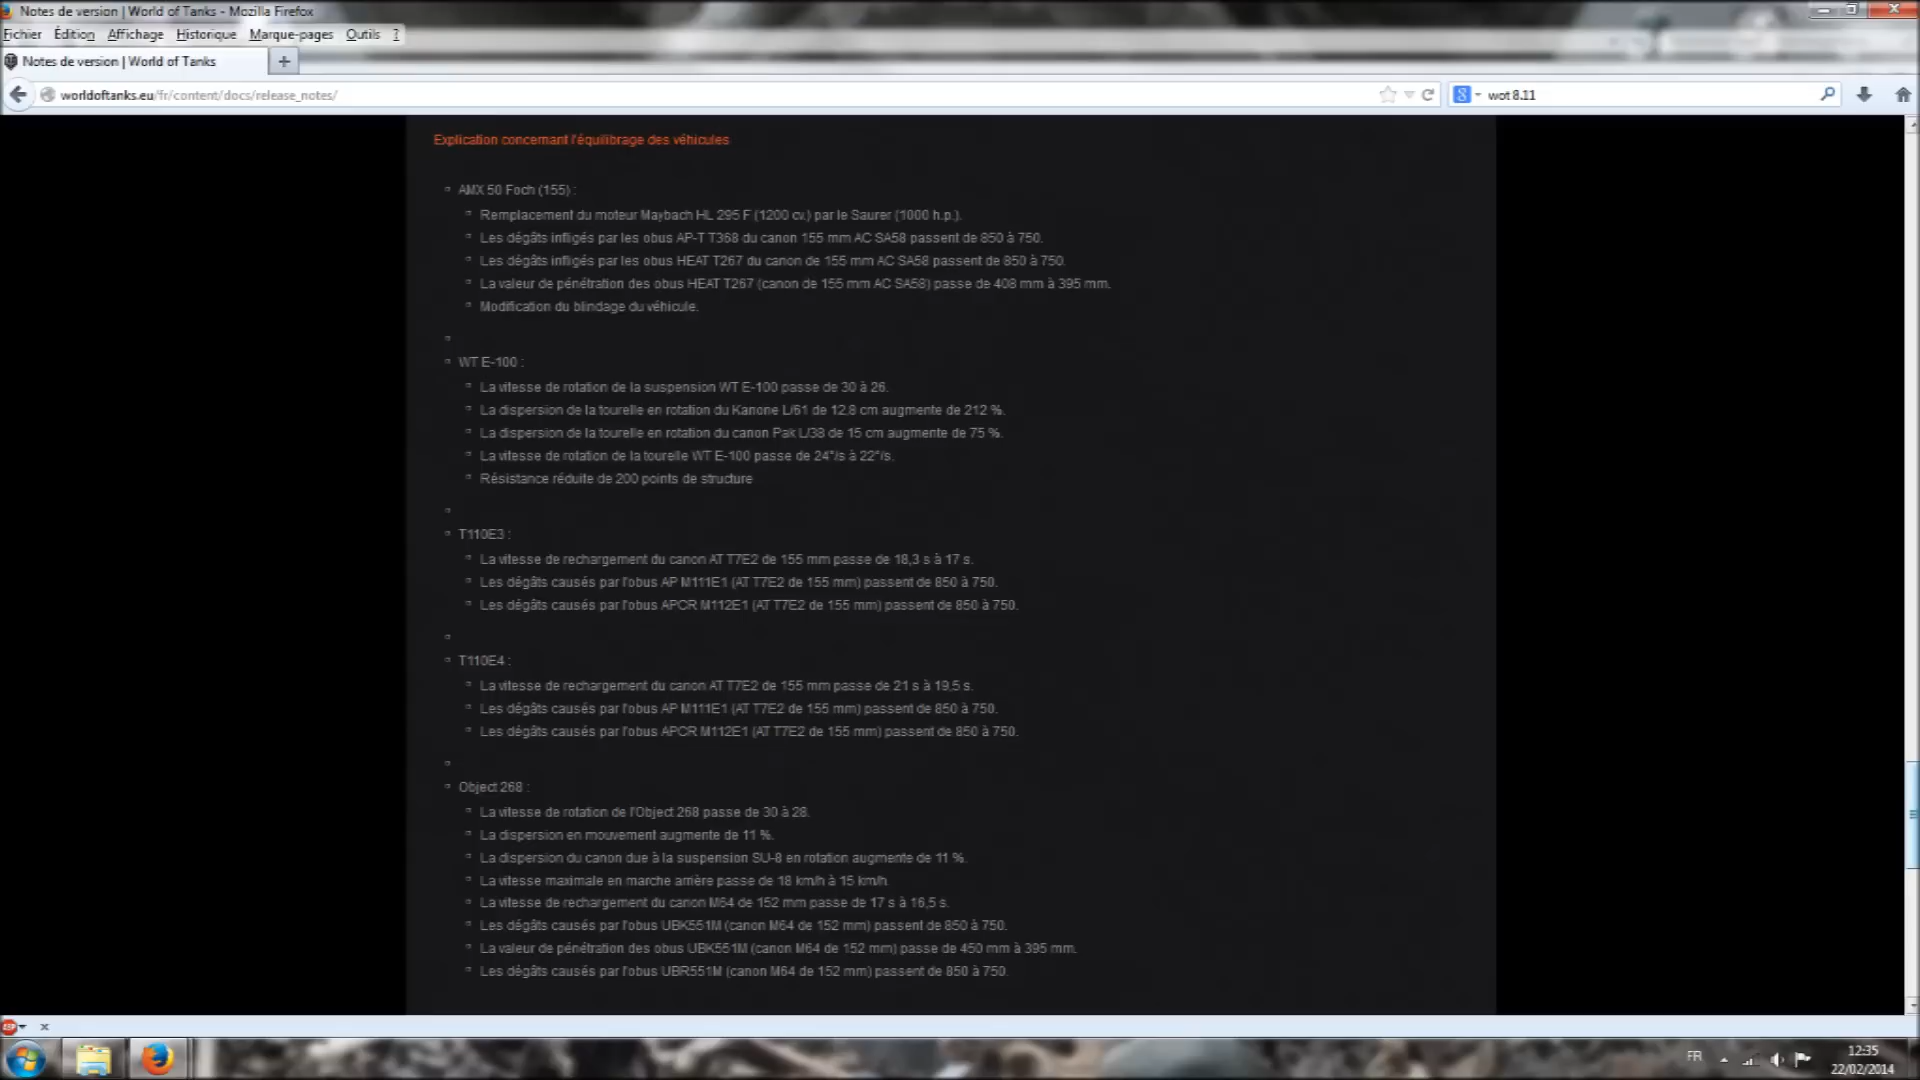 Notes de version | World of Tanks - Mozilla Firefox
Fichier Édition Affichage Historique Marque-pages Outils ?
Notes de version | World of Tanks
worldoftanks.eu/fr/content/docs/release_notes/
wot 8.11
Explication concernant l'équilibrage des véhicules
AMX 50 Foch (155) :
Remplacement du moteur Maybach HL 295 F (1200 cv.) par le Saurer (1000 h.p.).
Les dégâts infligés par les obus AP-T T368 du canon 155 mm AC SA58 passent de 850 à 750.
Les dégâts infligés par les obus HEAT T267 du canon de 155 mm AC SA58 passent de 850 à 750.
La valeur de pénétration des obus HEAT T267 (canon de 155 mm AC SA58) passe de 408 mm à 395 mm.
Modification du blindage du véhicule.
WT E-100 :
La vitesse de rotation de la suspension WT E-100 passe de 30 à 26.
La dispersion de la tourelle en rotation du Kanone L/61 de 12,8 cm augmente de 212 %.
La dispersion de la tourelle en rotation du canon Pak L/38 de 15 cm augmente de 75 %.
La vitesse de rotation de la tourelle WT E-100 passe de 24°/s à 22°/s.
Résistance réduite de 200 points de structure
T110E3 :
La vitesse de rechargement du canon AT T7E2 de 155 mm passe de 18,3 s à 17 s.
Les dégâts causés par l'obus AP M111E1 (AT T7E2 de 155 mm) passent de 850 à 750.
Les dégâts causés par l'obus APCR M112E1 (AT T7E2 de 155 mm) passent de 850 à 750.
T110E4 :
La vitesse de rechargement du canon AT T7E2 de 155 mm passe de 21 s à 19,5 s.
Les dégâts causés par l'obus AP M111E1 (AT T7E2 de 155 mm) passent de 850 à 750.
Les dégâts causés par l'obus APCR M112E1 (AT T7E2 de 155 mm) passent de 850 à 750.
Object 268 :
La vitesse de rotation de l'Object 268 passe de 30 à 28.
La dispersion en mouvement augmente de 11 %.
La dispersion du canon due à la suspension SU-8 en rotation augmente de 11 %.
La vitesse maximale en marche arrière passe de 18 km/h à 15 km/h.
La vitesse de rechargement du canon M64 de 152 mm passe de 17 s à 16,5 s.
Les dégâts causés par l'obus UBK551M (canon M64 de 152 mm) passent de 850 à 750.
La valeur de pénétration des obus UBK551M (canon M64 de 152 mm) passe de 450 mm à 395 mm.
Les dégâts causés par l'obus UBR551M (canon M64 de 152 mm) passent de 850 à 750.
ABP
FR
12:35
22/02/2014